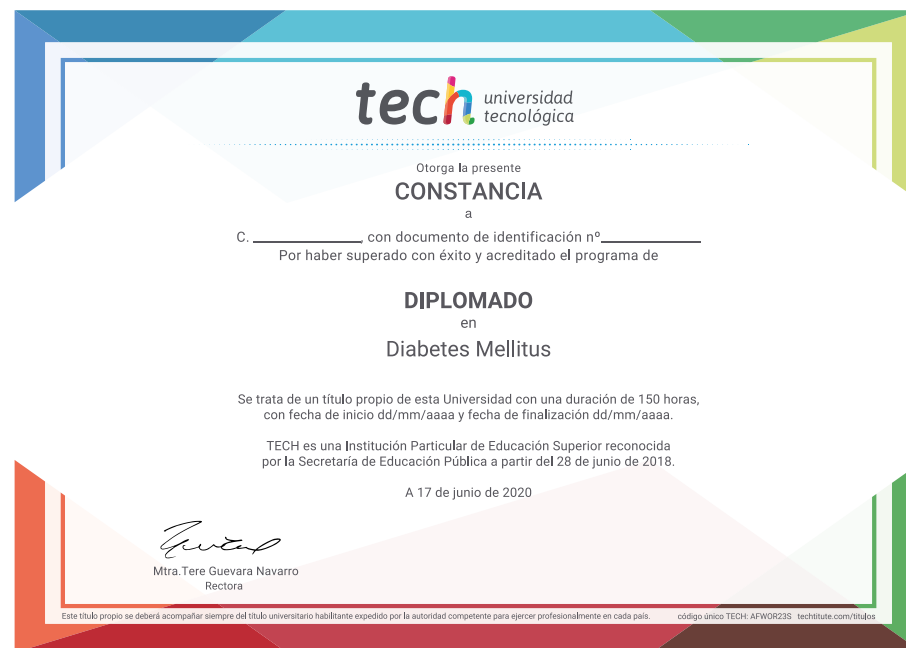 tech universidad
tecnológica
Otorga la presente
CONSTANCIA
a
C. ____________, con documento de identificación nº____________
Por haber superado con éxito y acreditado el programa de
DIPLOMADO
en
Diabetes Mellitus
Se trata de un título propio de esta Universidad con una duración de 150 horas,
con fecha de inicio dd/mm/aaaa y fecha de finalización dd/mm/aaaa.
TECH es una Institución Particular de Educación Superior reconocida
por la Secretaría de Educación Pública a partir del 28 de junio de 2018.
A 17 de junio de 2020
Mtra.Tere Guevara Navarro
Rectora
Este título propio se deberá acompañar siempre del título universitario habilitante expedido por la autoridad competente para ejercer profesionalmente en cada país. código único TECH: AFWOR23S techtitute.com/titulos